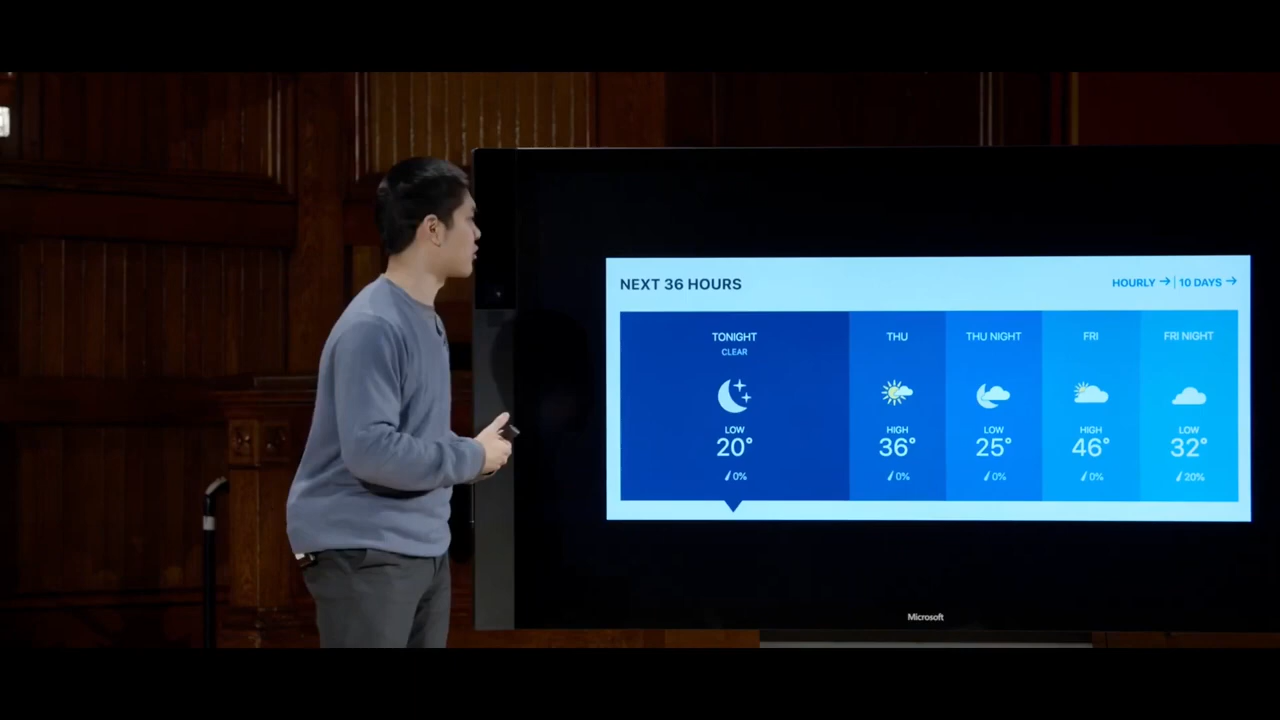 NEXT 36 HOURS
HOURLY → | 10 DAYS →
TONIGHT
CLEAR
LOW
20°
0%
THU
HIGH
36°
0%
THU NIGHT
LOW
25°
0%
FRI
HIGH
46°
0%
FRI NIGHT
LOW
32°
20%
Microsoft